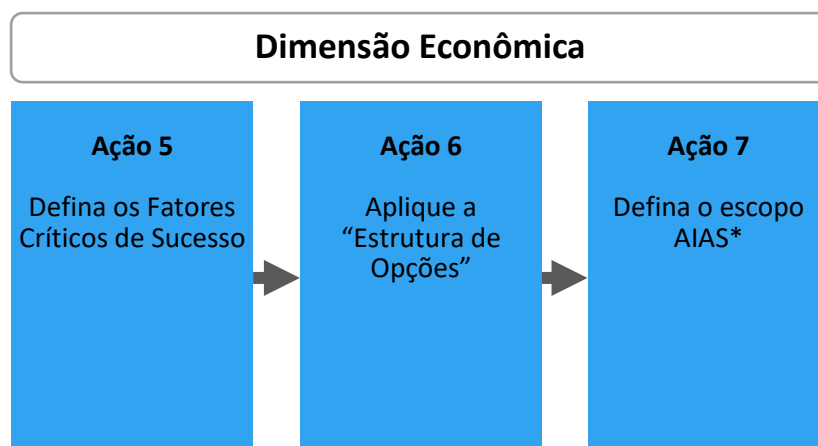 Dimensão Econômica
Ação 5
Defina os Fatores
Críticos de Sucesso
Ação 6
Aplique a
“Estrutura de
Opções”
Ação 7
Defina o escopo
AIAS*